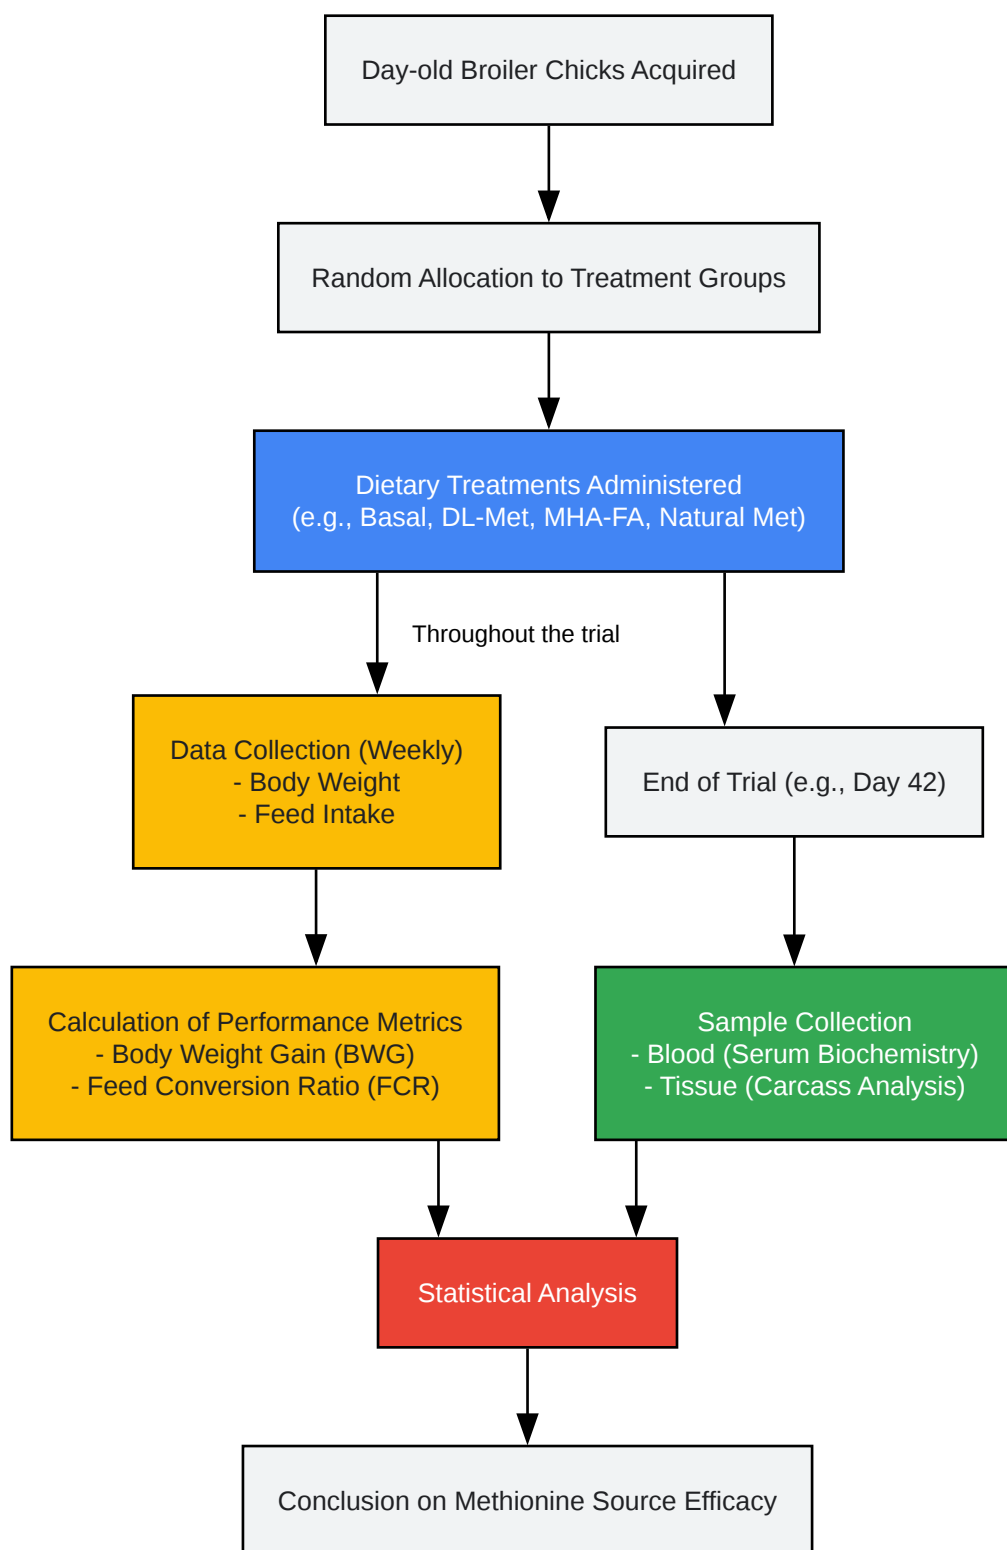 Day-old Broiler Chicks Acquired
Random Allocation to Treatment Groups
Dietary Treatments Administered
(e.g., Basal, DL-Met, MHA-FA, Natural Met)
Throughout the trial
Data Collection (Weekly)
- Body Weight
- Feed Intake
End of Trial (e.g., Day 42)
Calculation of Performance Metrics
- Body Weight Gain (BWG)
- Feed Conversion Ratio (FCR)
Sample Collection
- Blood (Serum Biochemistry)
- Tissue (Carcass Analysis)
Statistical Analysis
Conclusion on Methionine Source Efficacy